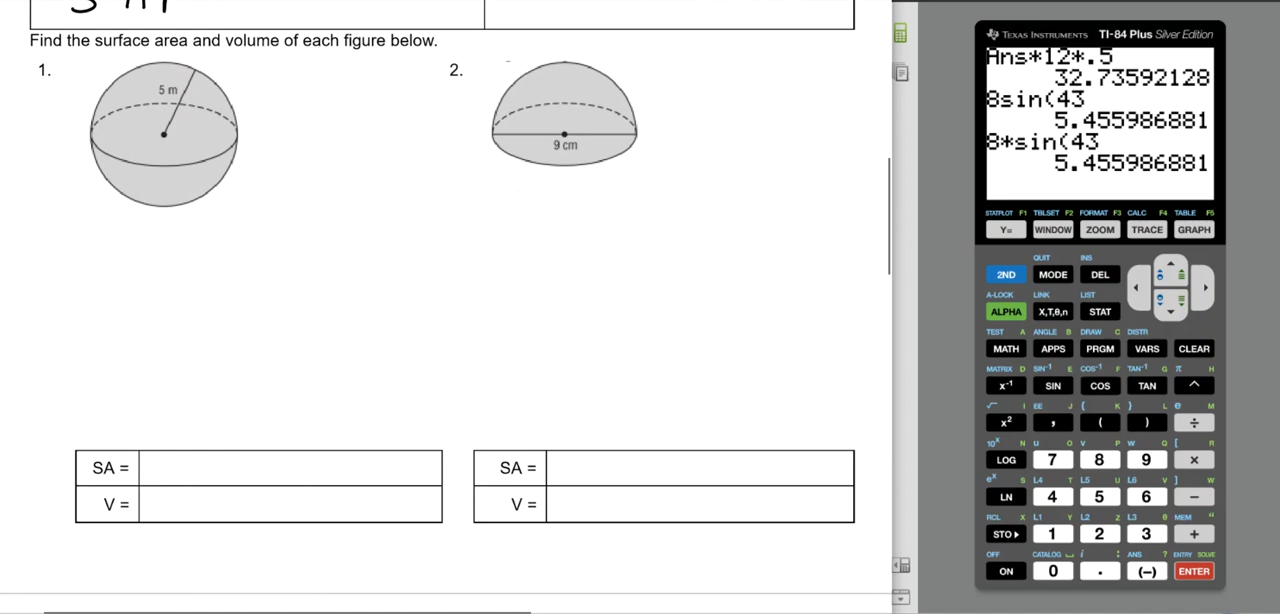 Find the surface area and volume of each figure below.
1.
5 m
2.
9 cm
SA =
V =
SA =
V =
TEXAS INSTRUMENTS TI-84 Plus Silver Edition
Ans*12*.5
32.73592128
8sin(43
5.455986881
8*sin(43
5.455986881
STATPLOT F1 TBLSET F2 FORMAT F3 CALC F4 TABLE F5
Y= WINDOW ZOOM TRACE GRAPH
QUIT INS
2ND MODE DEL
A-LOCK LINK LIST
ALPHA X,T,θ,n STAT
TEST A ANGLE B DRAW C DISTR
MATH APPS PRGM VARS CLEAR
MATRIX D SIN-1 E COS-1 F TAN-1 G π H
x-1 SIN COS TAN ^
√ I EE J { K } L e M
x2 , ( ) ÷
10x N u O v P w Q [ R
LOG 7 8 9 ×
ex S L4 T L5 U L6 V ] W
LN 4 5 6 −
RCL X L1 Y L2 Z L3 θ MEM "
STO▸ 1 2 3 +
OFF CATALOG i : ANS ? ENTRY SOLVE
ON 0 . (−) ENTER